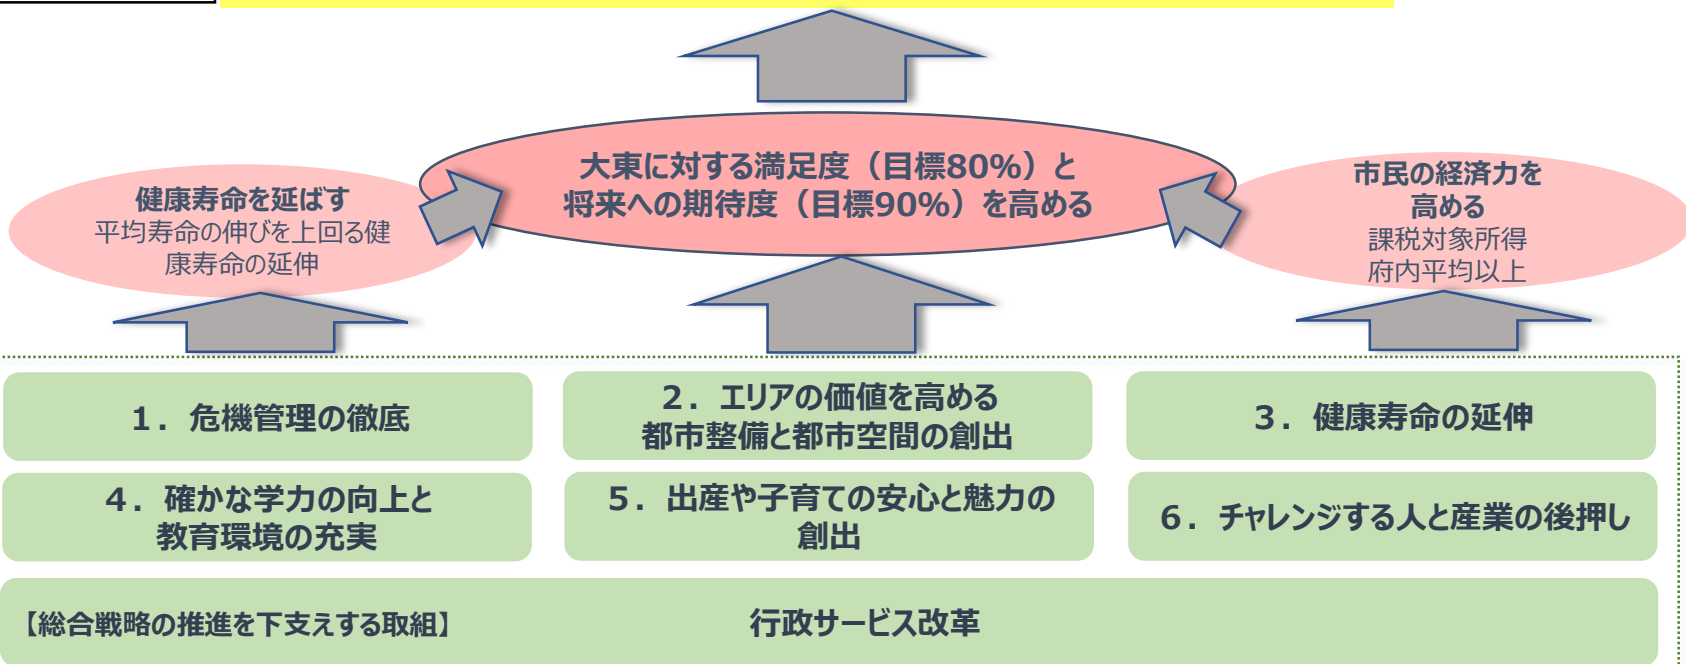 大東に対する満足度（目標80%）と
将来への期待度（目標90%）を高める
健康寿命を延ばす
平均寿命の伸びを上回る健
康寿命の延伸
市民の経済力を
高める
課税対象所得
府内平均以上
1．危機管理の徹底
2．エリアの価値を高める
都市整備と都市空間の創出
3．健康寿命の延伸
4．確かな学力の向上と
教育環境の充実
5．出産や子育ての安心と魅力の
創出
6．チャレンジする人と産業の後押し
【総合戦略の推進を下支えする取組】
行政サービス改革